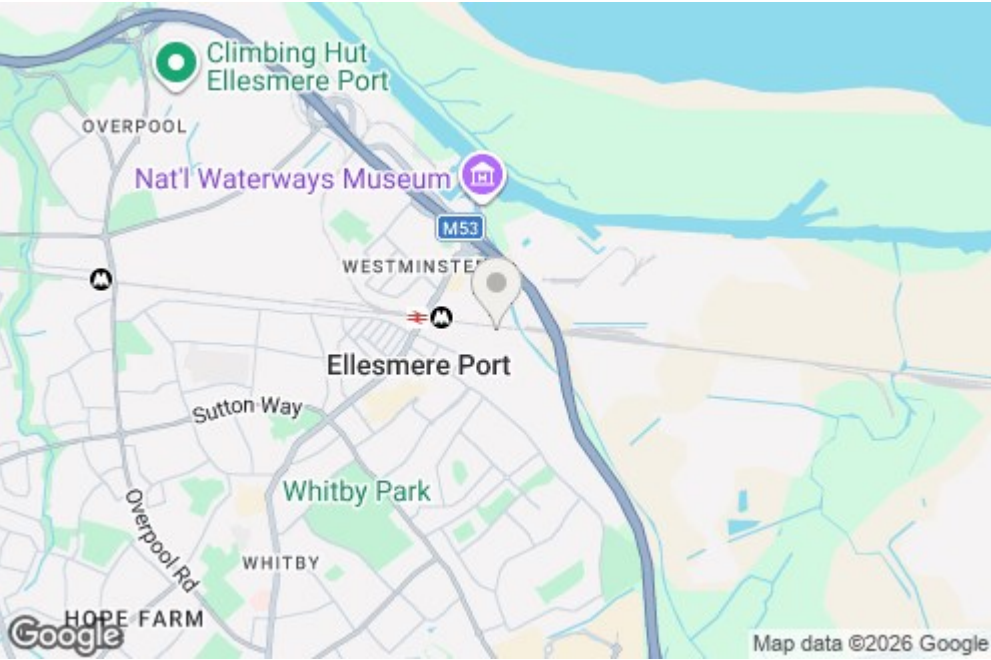 Climbing Hut
Ellesmere Port
OVERPOOL
Nat'l Waterways Museum
M53
WESTMINSTER
Ellesmere Port
Sutton Way
Whitby Park
Overpool Rd
WHITBY
HOPE FARM
Google
Map data ©2026 Google